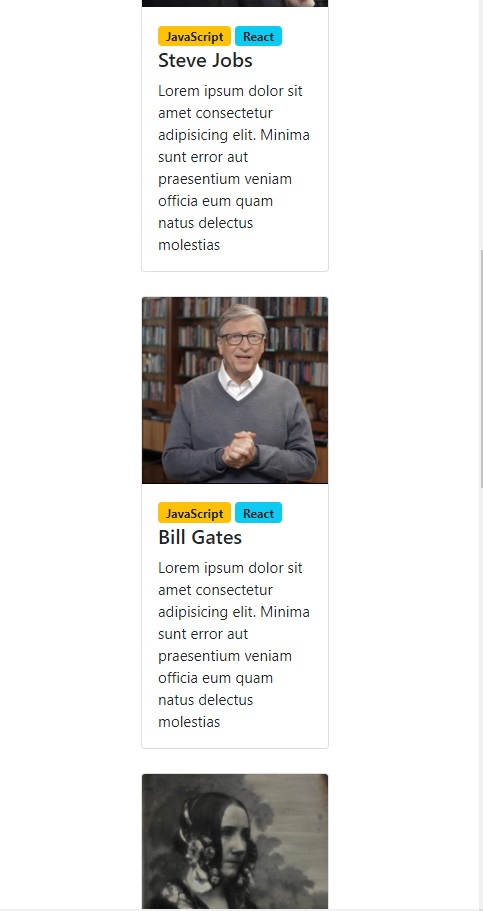 JavaScript React
Steve Jobs
Lorem ipsum dolor sit
amet consectetur
adipisicing elit. Minima
sunt error aut
praesentium veniam
officia eum quam
natus delectus
molestias
JavaScript React
Bill Gates
Lorem ipsum dolor sit
amet consectetur
adipisicing elit. Minima
sunt error aut
praesentium veniam
officia eum quam
natus delectus
molestias